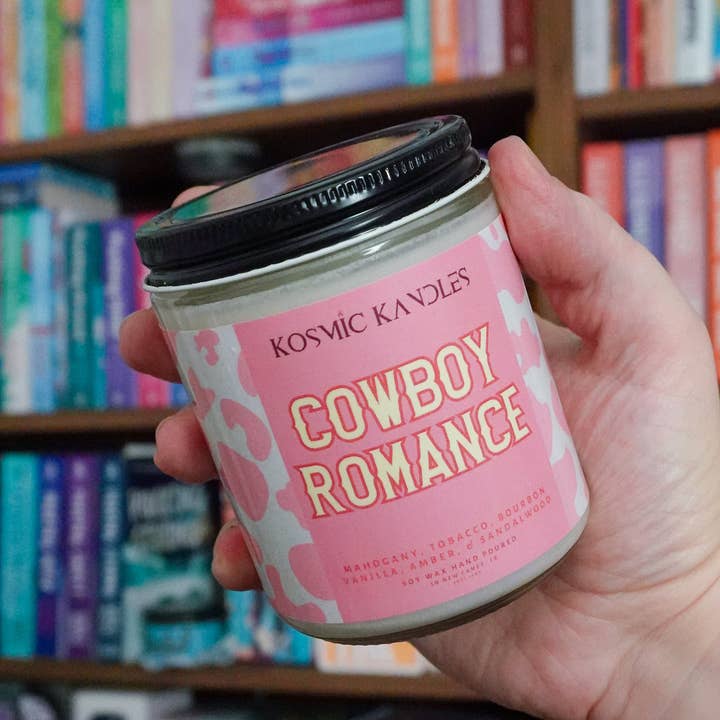 KOSMIC KANDLES
COWBOY
ROMANCE
MAHOGANY, TOBACCO, BOURBON
VANILLA, AMBER, & SANDALWOOD
SOY WAX HAND POURED